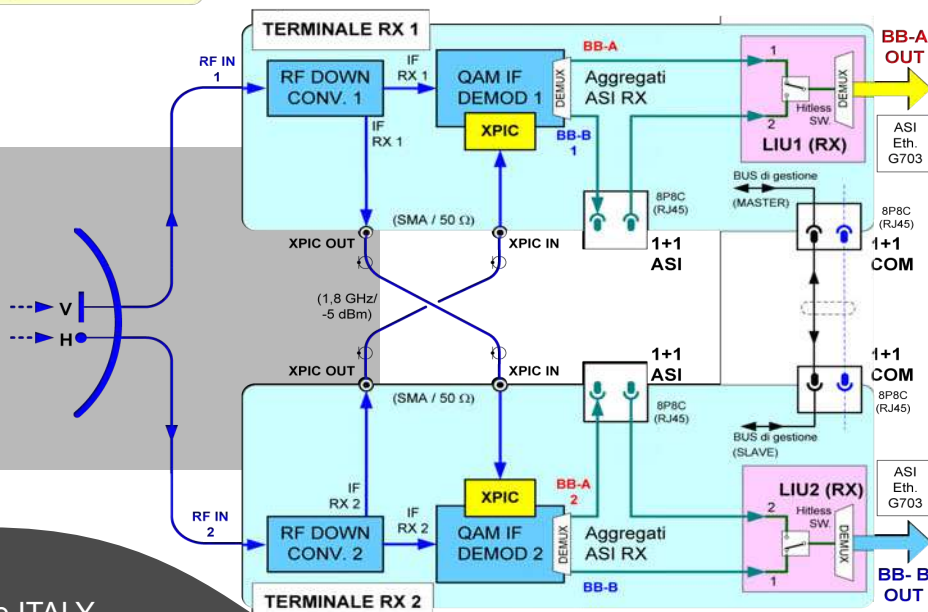 TERMINALE RX 1
BB-A
OUT
RF IN
1
RF DOWN
CONV. 1
IF
RX 1
QAM IF
DEMOD 1
DEMUX
BB-A
Aggregati
ASI RX
1
2
Hitless
SW.
DEMUX
LIU1 (RX)
ASI
Eth.
G703
IF
RX 1
XPIC
BB-B
1
BUS di gestione
(MASTER)
8P8C
(RJ45)
8P8C
(RJ45)
(SMA / 50 Ω)
XPIC OUT
XPIC IN
1+1
ASI
1+1
COM
(1,8 GHz/
-5 dBm)
V
H
XPIC OUT
XPIC IN
1+1
ASI
1+1
COM
(SMA / 50 Ω)
8P8C
(RJ45)
8P8C
(RJ45)
BUS di gestione
(SLAVE)
IF
RX 2
XPIC
BB-A
2
LIU2 (RX)
ASI
Eth.
G703
RF IN
2
RF DOWN
CONV. 2
IF
RX 2
QAM IF
DEMOD 2
DEMUX
Aggregati
ASI RX
2
Hitless
SW.
1
DEMUX
BB-B
BB- B
OUT
TERMINALE RX 2
ITALY